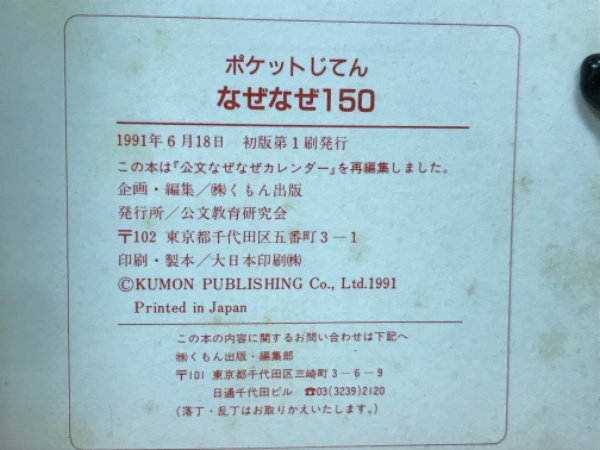 ポケットじてん
なぜなぜ150
1991年6月18日　初版第1刷発行
この本は『公文なぜなぜカレンダー』を再編集しました。
企画・編集／㈱くもん出版
発行所／公文教育研究会
〒102 東京都千代田区五番町3－1
印刷・製本／大日本印刷㈱
©KUMON PUBLISHING Co., Ltd.1991
Printed in Japan
この本の内容に関するお問い合わせは下記へ
㈱くもん出版・編集部
〒101 東京都千代田区三崎町3－6－9
日通千代田ビル ☎03(3239)2120
(落丁・乱丁はお取りかえいたします。)